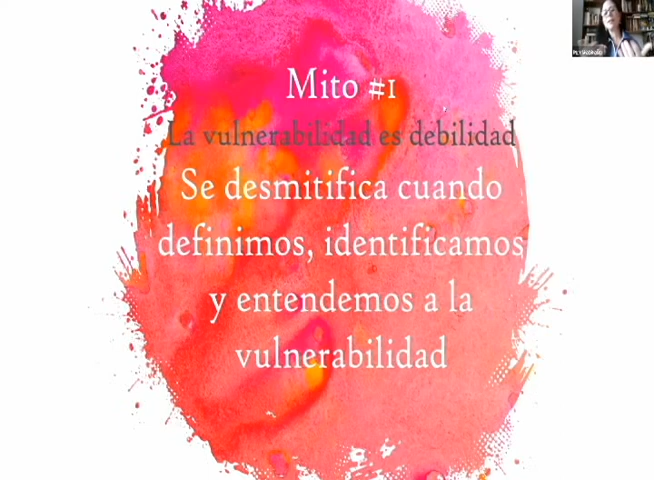 Mito #1
La vulnerabilidad es debilidad
Se desmitifica cuando
definimos, identificamos
y entendemos a la
vulnerabilidad